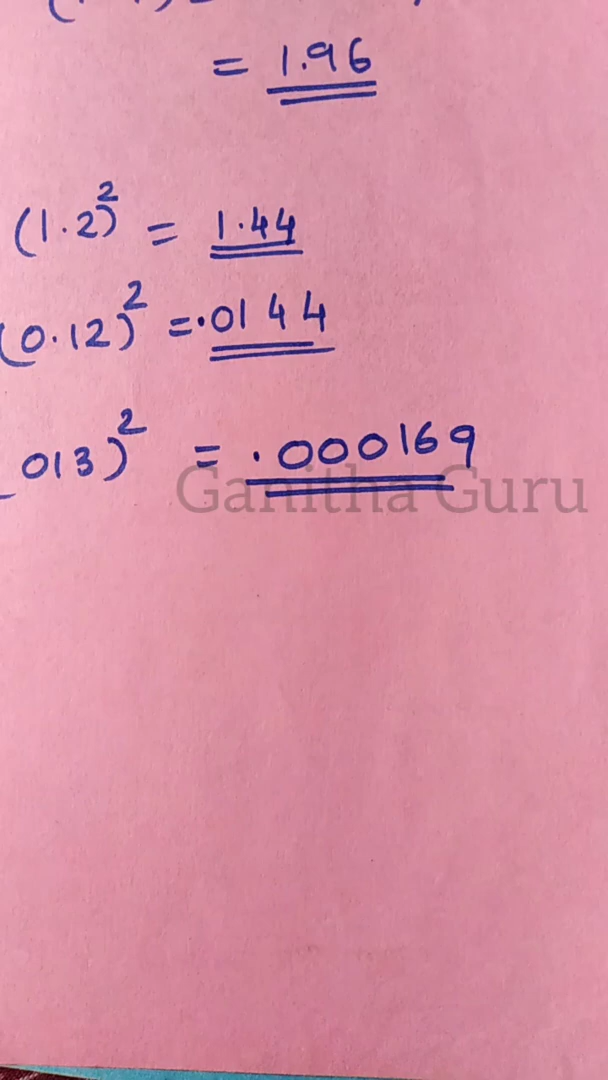 = 1.96
(1.2)² = 1.44
(0.12)² = .0144
013)² = .000169
Ganitha Guru